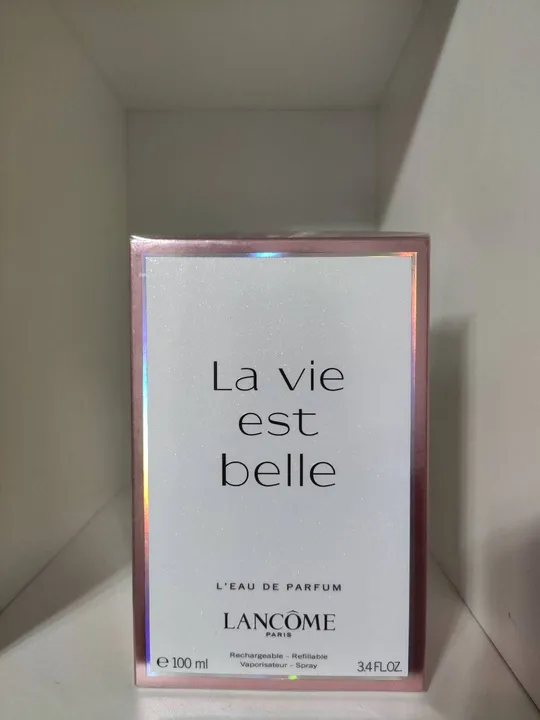 La vie
est
belle
L'EAU DE PARFUM
LANCÔME
PARIS
Rechargeable - Refillable
Vaporisateur - Spray
℮ 100 ml
3,4 FL.OZ.